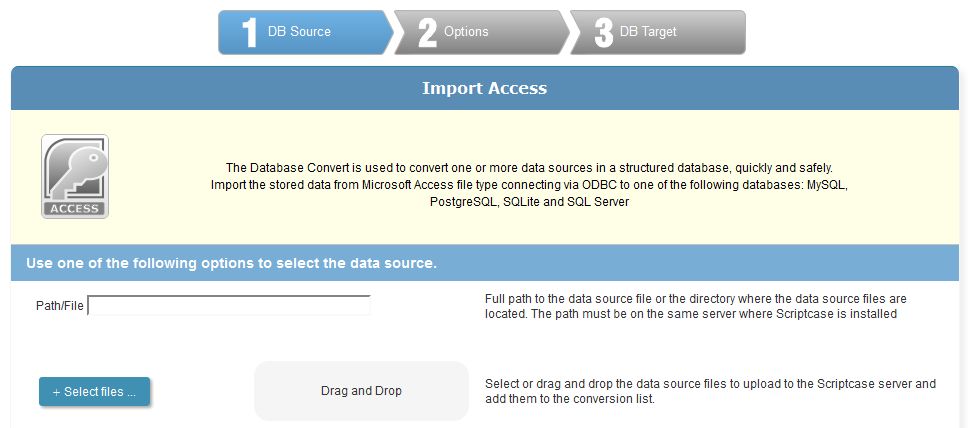 1 DB Source 2 Options 3 DB Target
Import Access
ACCESS
The Database Convert is used to convert one or more data sources in a structured database, quickly and safely.
Import the stored data from Microsoft Access file type connecting via ODBC to one of the following databases: MySQL,
PostgreSQL, SQLite and SQL Server
Use one of the following options to select the data source.
Path/File
Full path to the data source file or the directory where the data source files are
located. The path must be on the same server where Scriptcase is installed
+ Select files ...
Drag and Drop
Select or drag and drop the data source files to upload to the Scriptcase server and
add them to the conversion list.